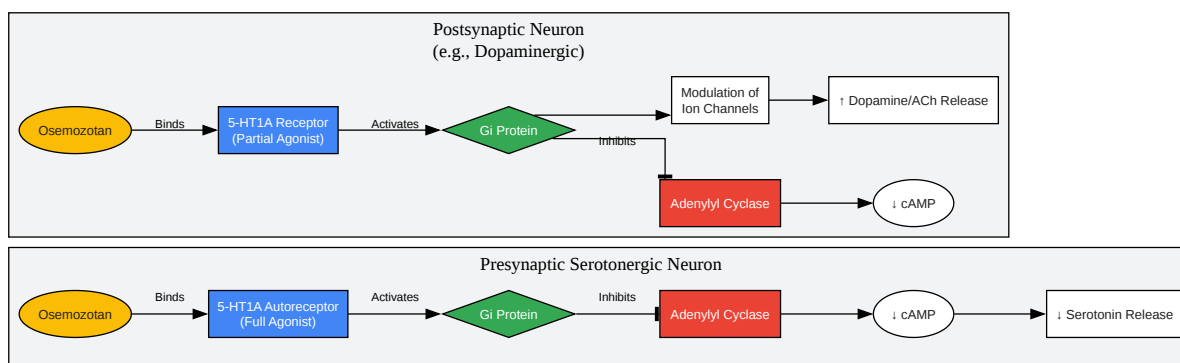 Postsynaptic Neuron
(e.g., Dopaminergic)
Osemozotan
Binds
5-HT1A Receptor
(Partial Agonist)
Activates
Gi Protein
Inhibits
Modulation of
Ion Channels
↑ Dopamine/ACh Release
Adenylyl Cyclase
↓ cAMP
Presynaptic Serotonergic Neuron
Osemozotan
Binds
5-HT1A Autoreceptor
(Full Agonist)
Activates
Gi Protein
Inhibits
Adenylyl Cyclase
↓ cAMP
↓ Serotonin Release